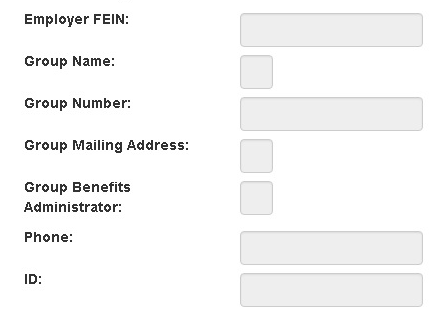 Employer FEIN:
Group Name:
Group Number:
Group Mailing Address:
Group Benefits
Administrator:
Phone:
ID: